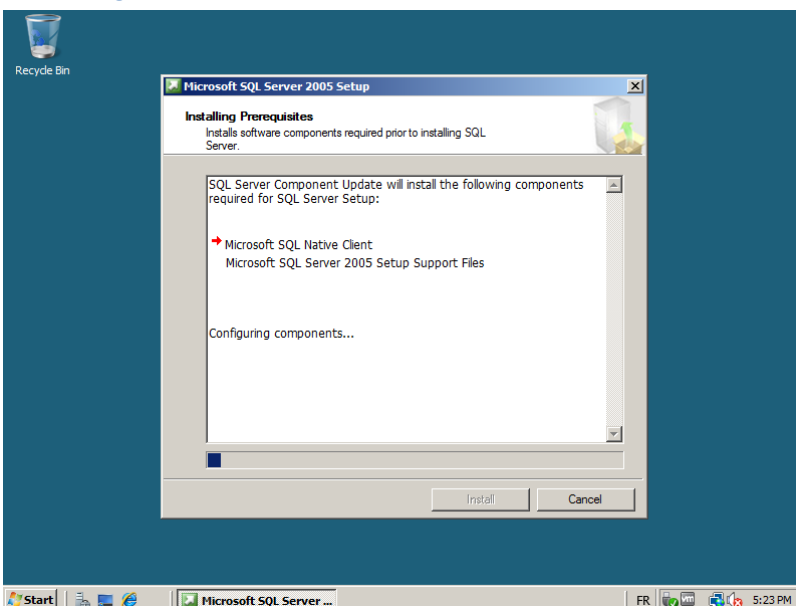 Recycle Bin
Microsoft SQL Server 2005 Setup
Installing Prerequisites
Installs software components required prior to installing SQL
Server.
SQL Server Component Update will install the following components
required for SQL Server Setup:
Microsoft SQL Native Client
Microsoft SQL Server 2005 Setup Support Files
Configuring components...
Install
Cancel
Start
Microsoft SQL Server ...
FR
5:23 PM